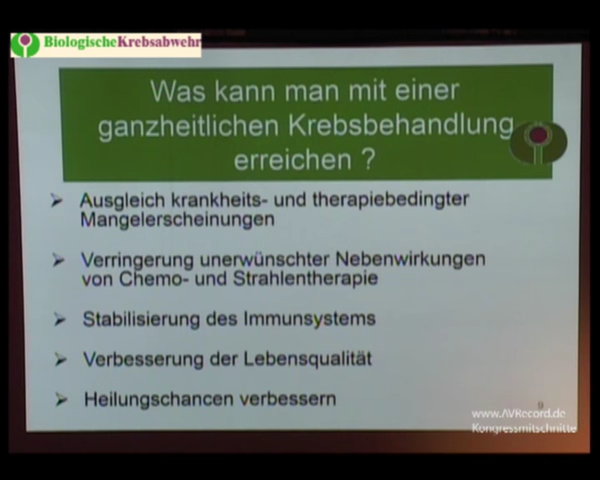 BiologischeKrebsabwehr
Was kann man mit einer
ganzheitlichen Krebsbehandlung
erreichen ?
Ausgleich krankheits- und therapiebedingter
Mangelerscheinungen
Verringerung unerwünschter Nebenwirkungen
von Chemo- und Strahlentherapie
Stabilisierung des Immunsystems
Verbesserung der Lebensqualität
Heilungschancen verbessern
9
www.AVRecord.de
Kongressmitschnitte